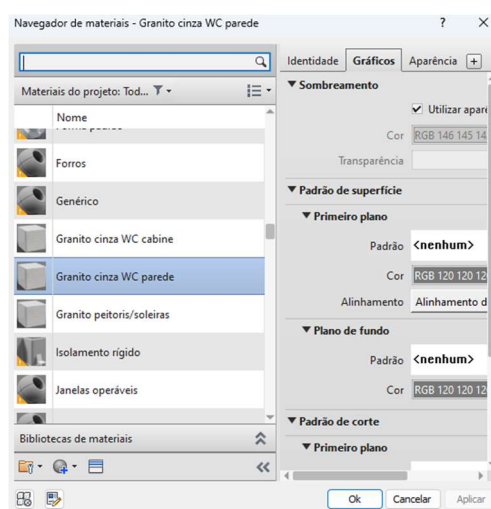 Navegador de materiais - Granito cinza WC parede
? X
Identidade Gráficos Aparência +
Materiais do projeto: Tod...
Nome
Forma padrão
Forros
Genérico
Granito cinza WC cabine
Granito cinza WC parede
Granito peitoris/soleiras
Isolamento rígido
Janelas operáveis
Bibliotecas de materiais
Sombreamento
Utilizar apar
Cor RGB 146 145 14
Transparência
Padrão de superfície
Primeiro plano
Padrão <nenhum>
Cor RGB 120 120 12
Alinhamento Alinhamento d
Plano de fundo
Padrão <nenhum>
Cor RGB 120 120 12
Padrão de corte
Primeiro plano
Ok Cancelar Aplicar